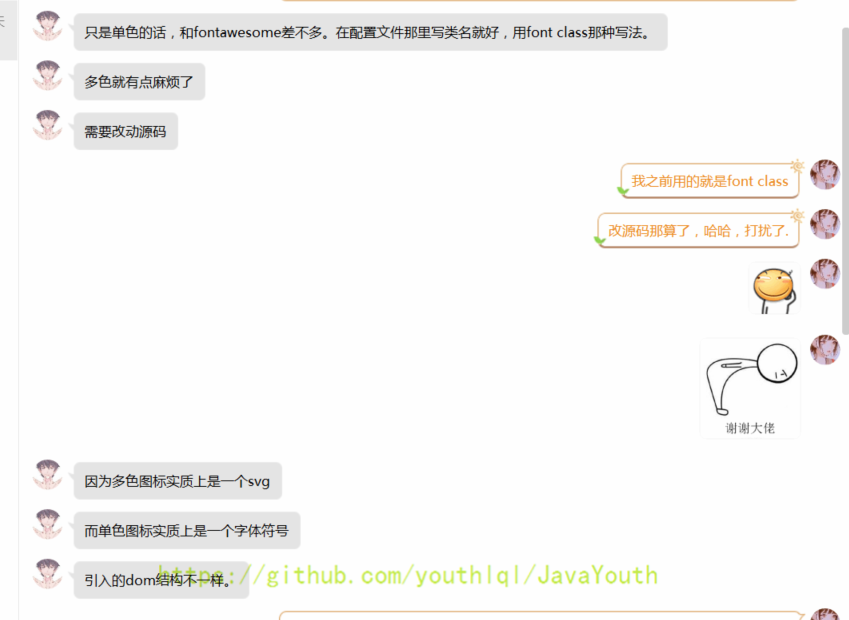 只是单色的话，和fontawesome差不多。在配置文件那里写类名就好，用font class那种写法。
多色就有点麻烦了
需要改动源码
我之前用的就是font class
改源码那算了，哈哈，打扰了.
谢谢大佬
因为多色图标实质上是一个svg
而单色图标实质上是一个字体符号
引入的dom结构不一样。
https://github.com/youthlql/JavaYouth